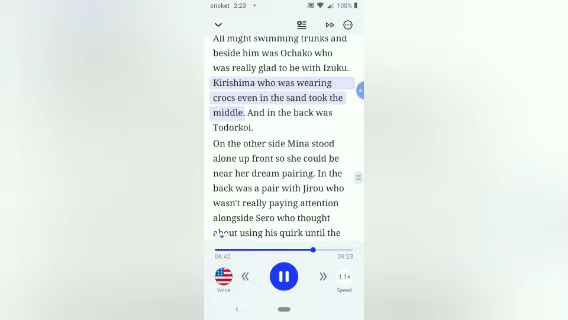 cricket 2:23
100%
All might swimming trunks and
beside him was Ochako who
was really glad to be with Izuku.
Kirishima who was wearing
crocs even in the sand took the
middle. And in the back was
Todorkoi.
On the other side Mina stood
alone up front so she could be
near her dream pairing. In the
back was a pair with Jirou who
wasn't really paying attention
alongside Sero who thought
about using his quirk until the
06:42 09:23
1.1×
Voice Speed